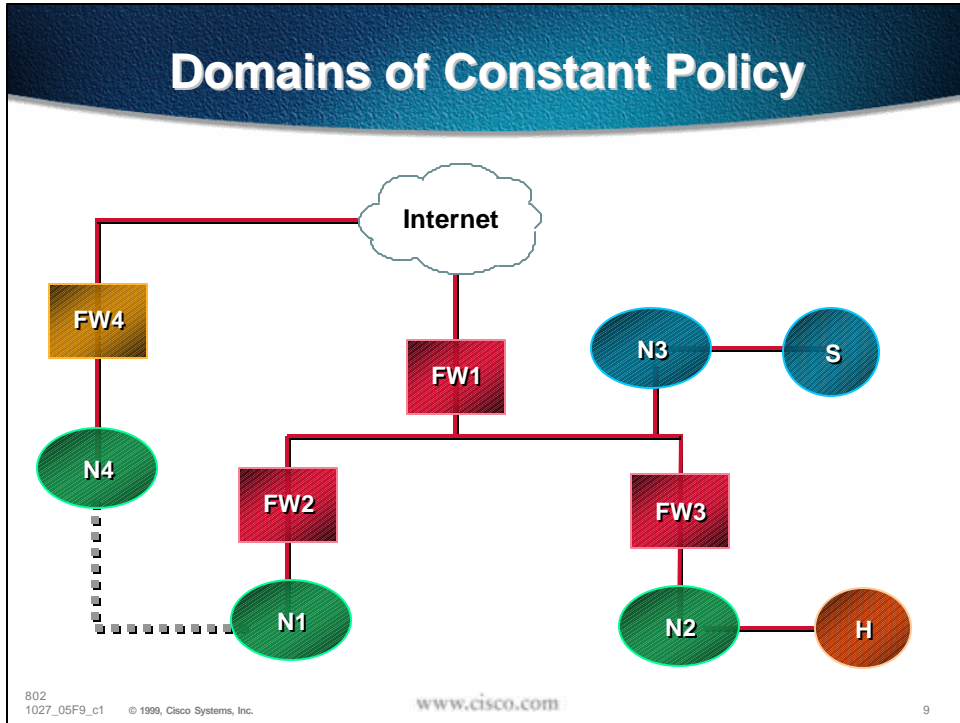 Domains of Constant Policy
Internet
FW4
N3
S
FW1
N4
FW2
FW3
N1
N2
H
802
1027_05F9_c1 © 1999, Cisco Systems, Inc.
www.cisco.com
9